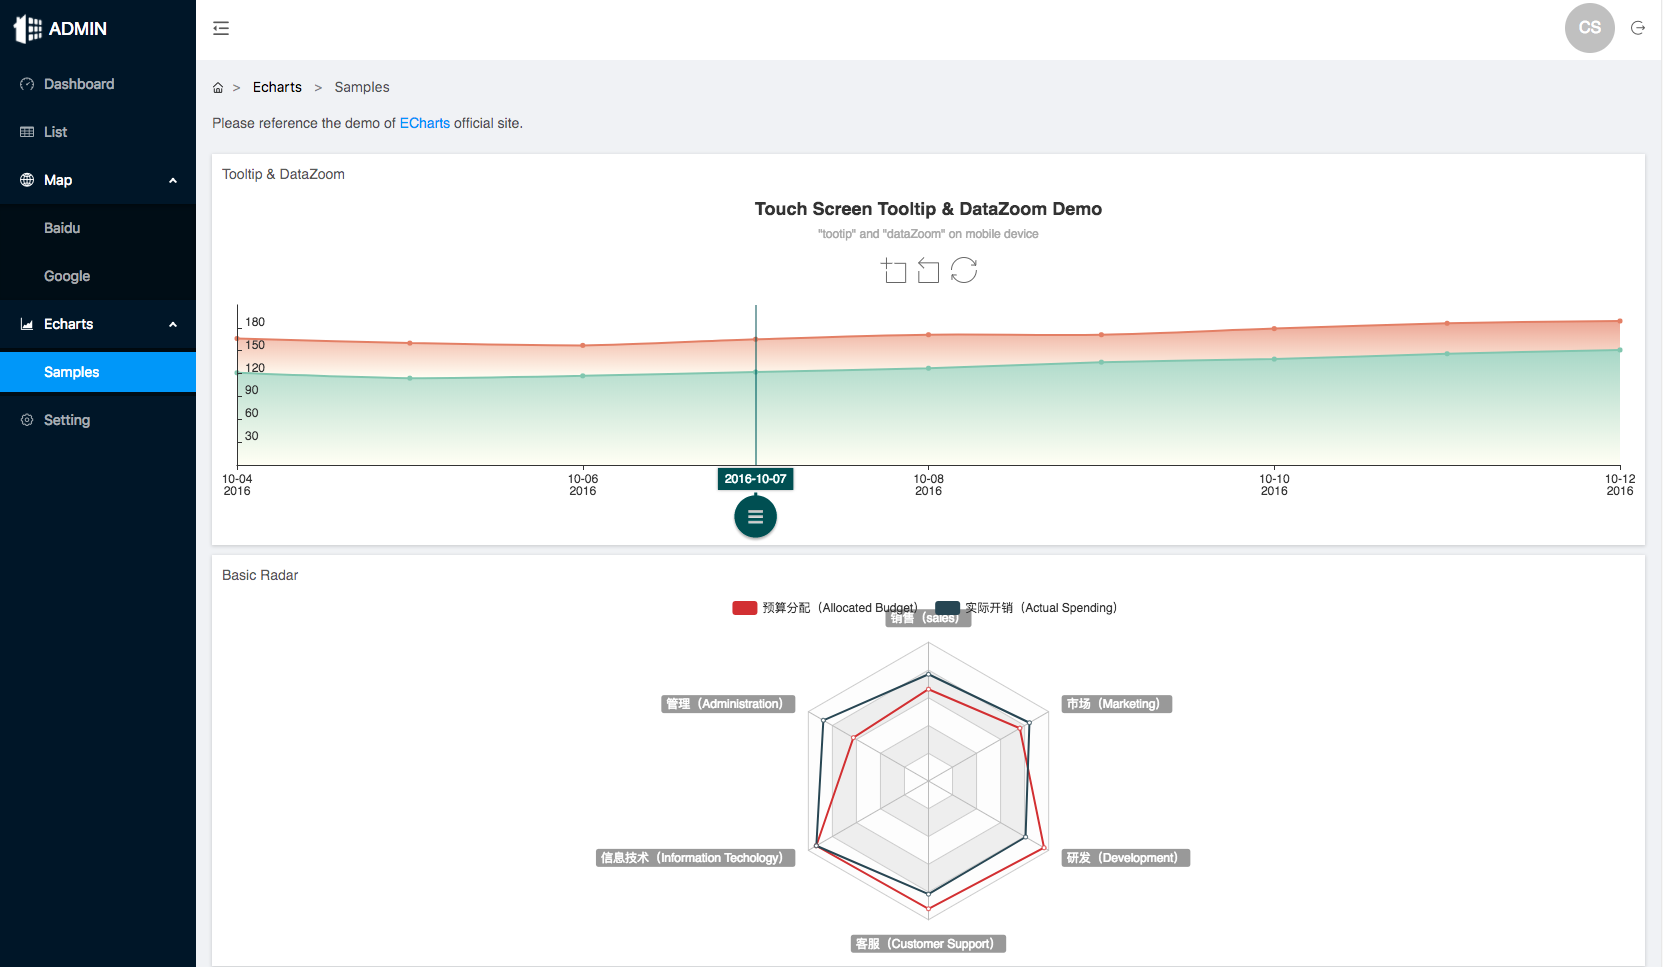 ADMIN
CS
Dashboard
List
Map
Baidu
Google
Echarts
Samples
Setting
> Echarts > Samples
Please reference the demo of ECharts official site.
Tooltip & DataZoom
Touch Screen Tooltip & DataZoom Demo
"tootip" and "dataZoom" on mobile device
180
150
120
90
60
30
10-04
2016
10-06
2016
2016-10-07
10-08
2016
10-10
2016
10-12
2016
Basic Radar
预算分配（Allocated Budget）
实际开销（Actual Spending）
销售（sales）
管理（Administration）
市场（Marketing）
信息技术（Information Techology）
研发（Development）
客服（Customer Support）